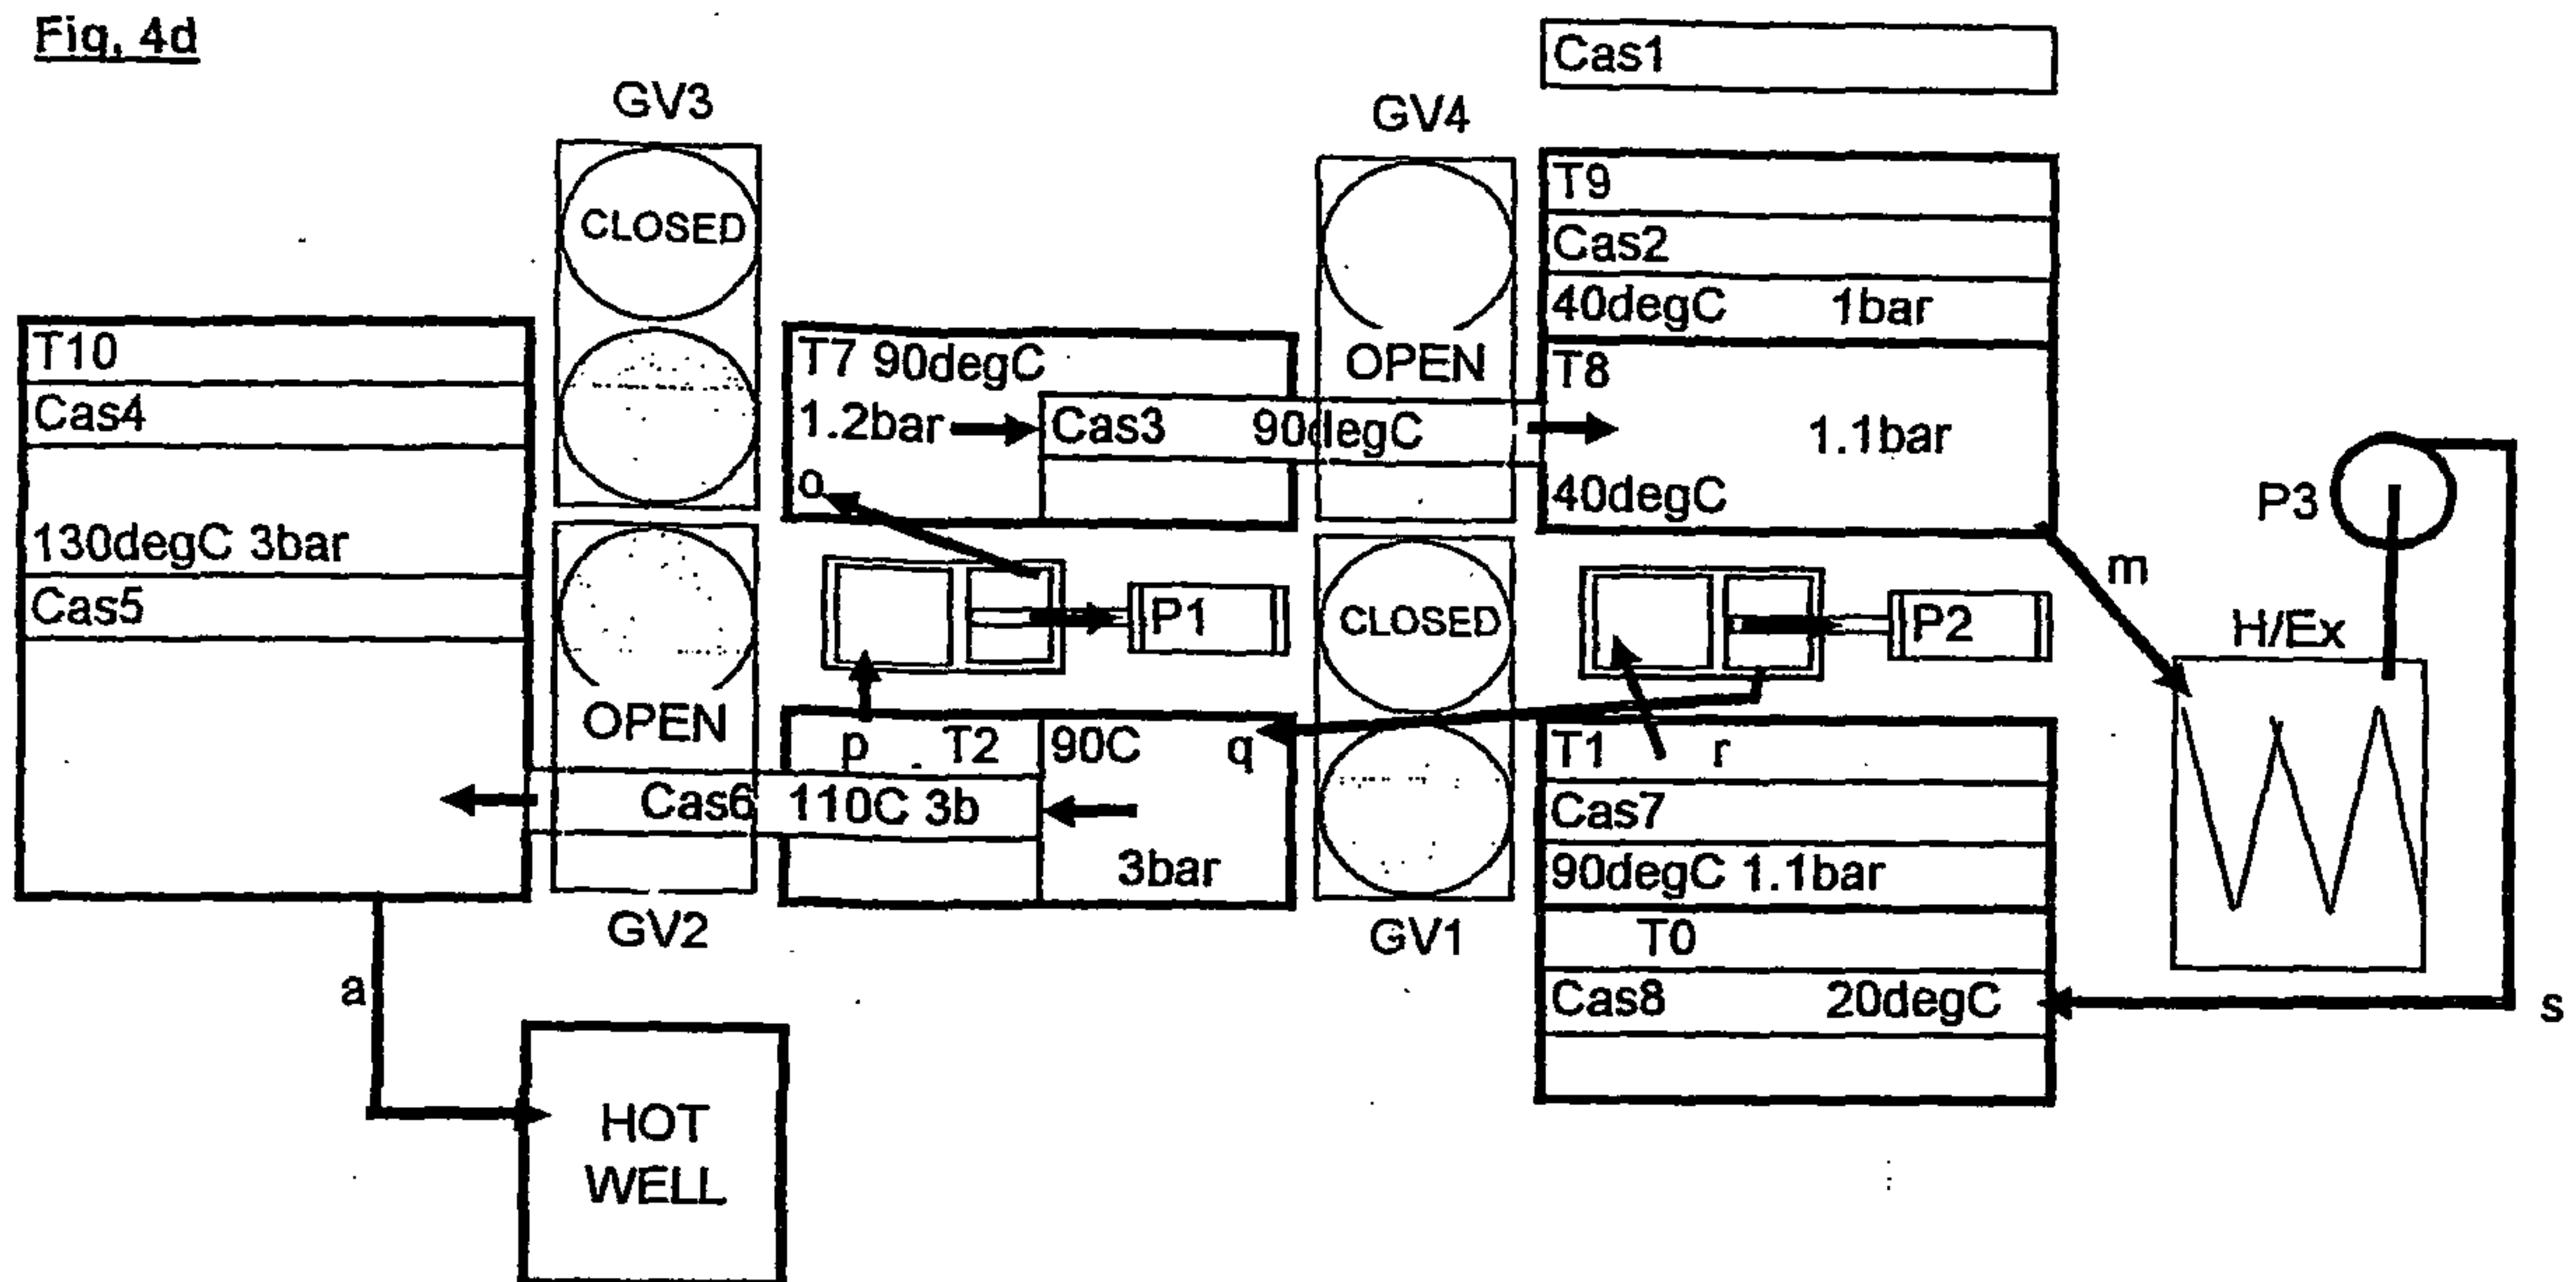 Fig. 4d
Cas1
GV3
GV4
CLOSED
T9
Cas2
40degC 1bar
T10
Cas4
130degC 3bar
Cas5
T7 90degC
1.2bar
Cas3 90degC
o
OPEN
T8
1.1bar
40degC
P3
m
H/Ex
P1
CLOSED
P2
OPEN
p T2 90C q
Cas6 110C 3b
3bar
T1 r
Cas7
90degC 1.1bar
GV2
GV1
T0
Cas8 20degC
s
a
HOT
WELL